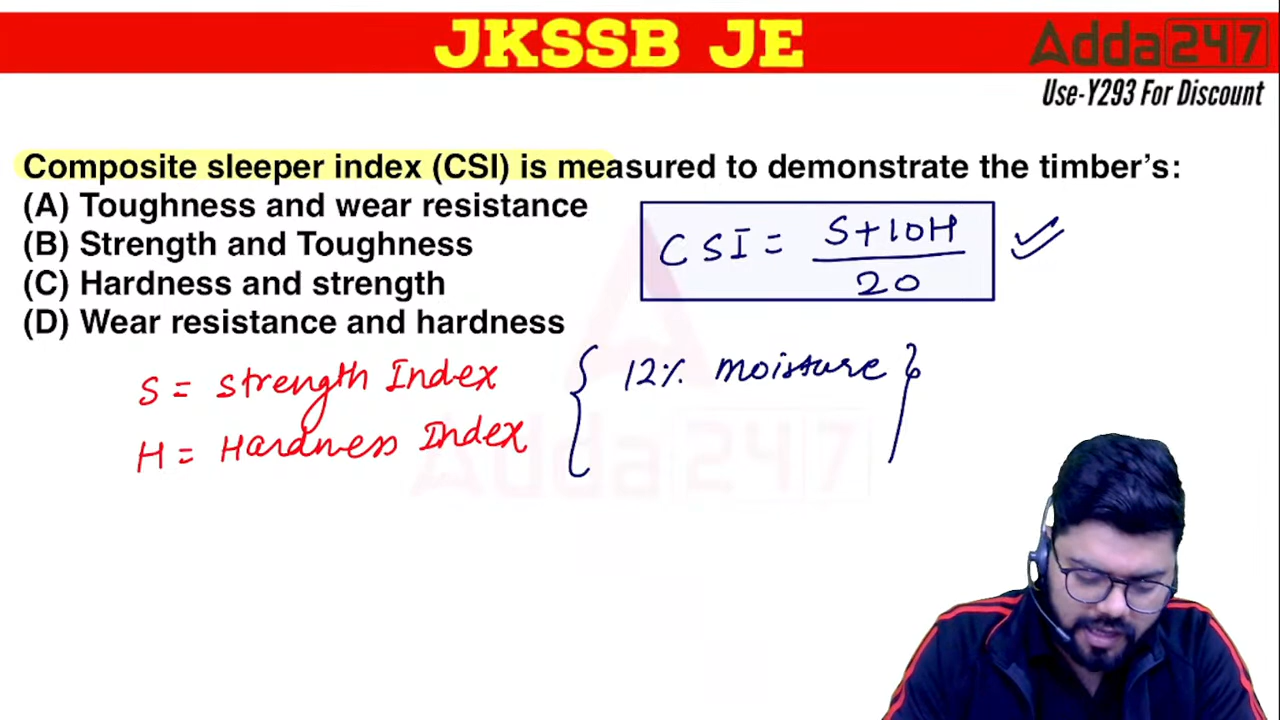 JKSSB JE
Adda247
Use-Y293 For Discount
Composite sleeper index (CSI) is measured to demonstrate the timber's:
(A) Toughness and wear resistance
(B) Strength and Toughness
(C) Hardness and strength
(D) Wear resistance and hardness
CSI = S+10H
20
S = Strength Index
H = Hardness Index
{ 12% moisture }
Adda247